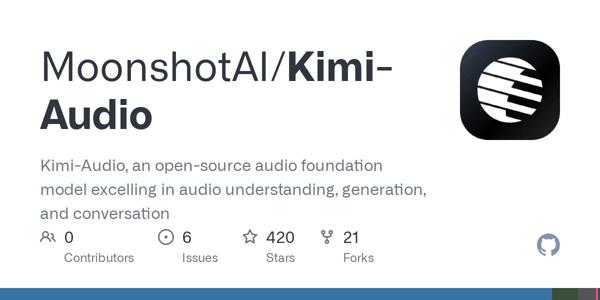 MoonshotAI/Kimi-
Audio
Kimi-Audio, an open-source audio foundation
model excelling in audio understanding, generation,
and conversation
0 6 420 21
Contributors Issues Stars Forks